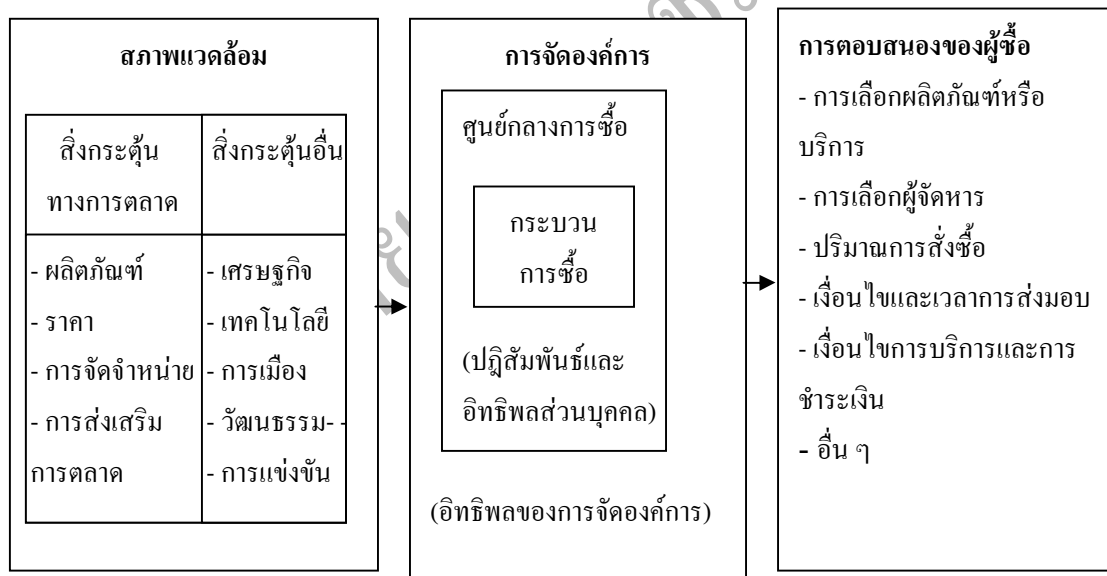 สภาพแวดล้อม
สิ่งกระตุ้น
ทางการตลาด
สิ่งกระตุ้นอื่น
- ผลิตภัณฑ์
- ราคา
- การจัดจำหน่าย
- การส่งเสริม
การตลาด
- เศรษฐกิจ
- เทคโนโลยี
- การเมือง
- วัฒนธรรม- -
- การแข่งขัน
การจัดองค์การ
ศูนย์กลางการซื้อ
กระบวน
การซื้อ
(ปฎิสัมพันธ์และ
อิทธิพลส่วนบุคคล)
(อิทธิพลของการจัดองค์การ)
การตอบสนองของผู้ซื้อ
- การเลือกผลิตภัณฑ์หรือ
บริการ
- การเลือกผู้จัดหาร
- ปริมาณการสั่งซื้อ
- เงื่อนไขและเวลาการส่งมอบ
- เงื่อนไขการบริการและการ
ชำระเงิน
- อื่น ๆ